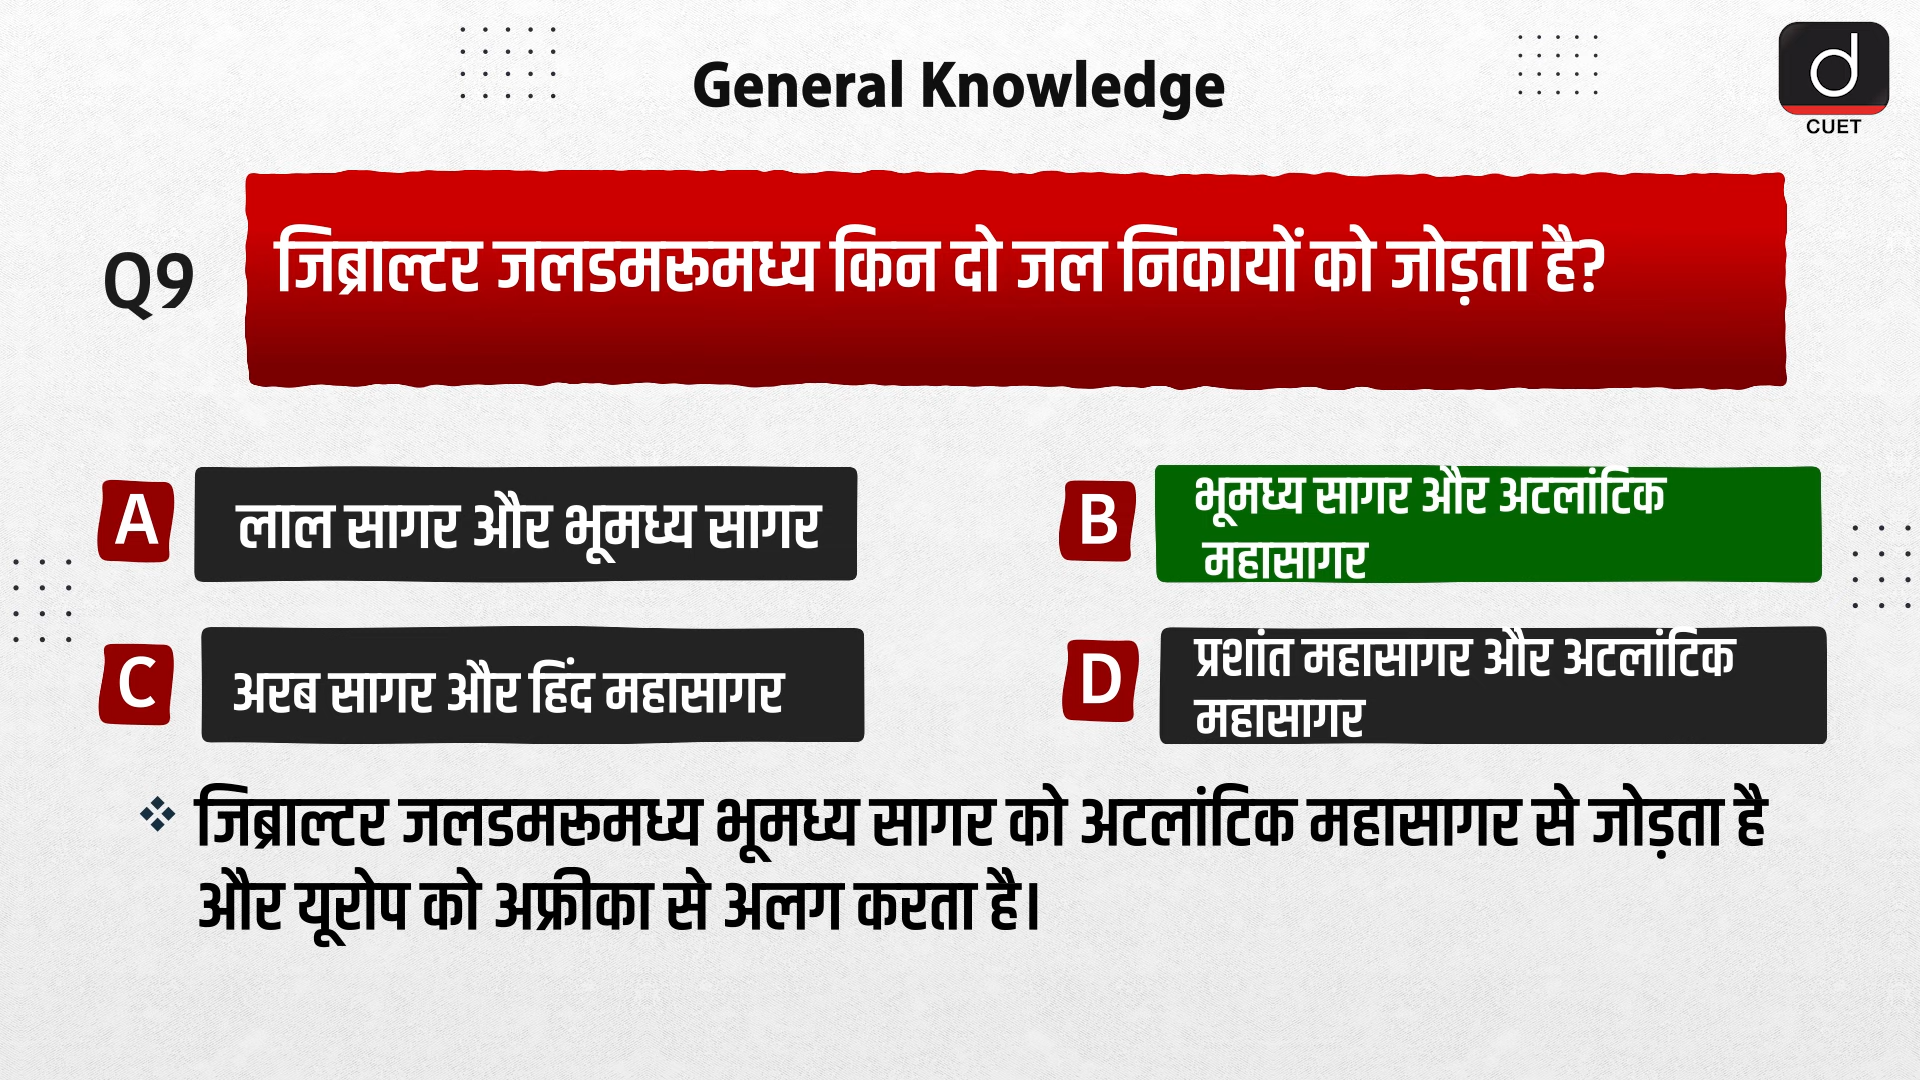 General Knowledge
d
CUET
Q9
जिब्राल्टर जलडमरूमध्य किन दो जल निकायों को जोड़ता है?
A
लाल सागर और भूमध्य सागर
B
भूमध्य सागर और अटलांटिक
महासागर
C
अरब सागर और हिंद महासागर
D
प्रशांत महासागर और अटलांटिक
महासागर
❖ जिब्राल्टर जलडमरूमध्य भूमध्य सागर को अटलांटिक महासागर से जोड़ता है
और यूरोप को अफ्रीका से अलग करता है।